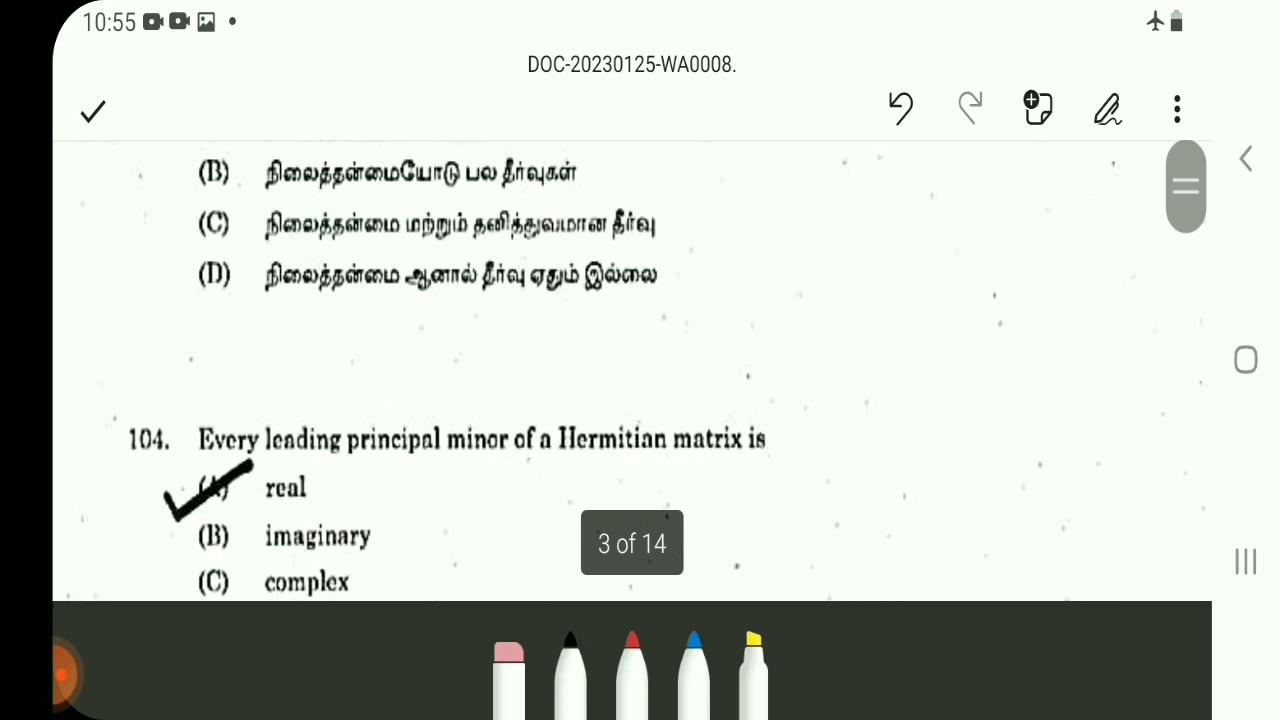 10:55
DOC-20230125-WA0008.
(B) நிலைத்தன்மையோடு பல தீர்வுகள்
(C) நிலைத்தன்மை மற்றும் தனித்துவமான தீர்வு
(D) நிலைத்தன்மை ஆனால் தீர்வு ஏதும் இல்லை
104. Every leading principal minor of a Hermitian matrix is
(A) real
(B) imaginary
(C) complex
3 of 14